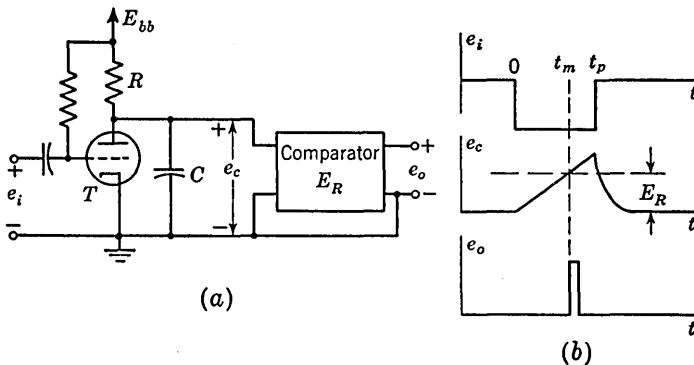 E_bb
R
+
e_i
−
T
C
+
e_c
−
Comparator
E_R
+
e_o
−
(a)
e_i
0
t_m
t_p
t
e_c
E_R
t
e_o
t
(b)